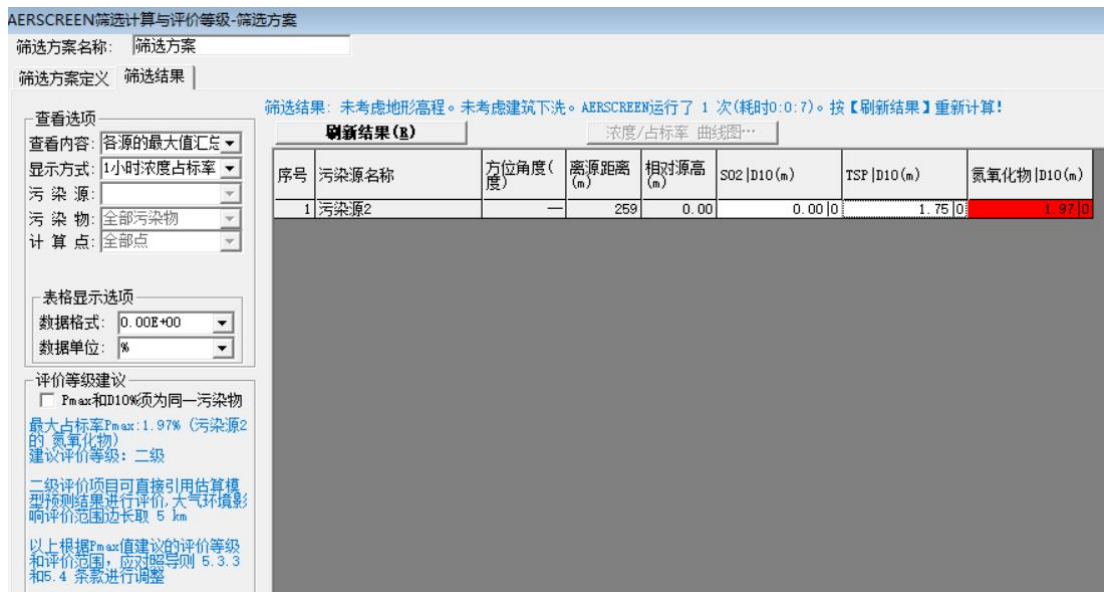 AERSCREEN筛选计算与评价等级-筛选方案
筛选方案名称: 筛选方案
筛选方案定义 筛选结果
筛选结果: 未考虑地形高程。未考虑建筑下洗。AERSCREEN运行了 1 次(耗时0:0:7)。按【刷新结果】重新计算!
刷新结果(R) 浓度/占标率 曲线图…
查看选项
查看内容: 各源的最大值汇总
显示方式: 1小时浓度占标率
污 染 源:
污 染 物: 全部污染物
计 算 点: 全部点
序号 污染源名称 方位角度(度) 离源距离(m) 相对源高(m) SO2|D10(m) TSP|D10(m) 氮氧化物|D10(m)
1 污染源2 — 259 0.00 0.00|0 1.75|0 1.97|0
表格显示选项
数据格式: 0.00E+00
数据单位: %
评价等级建议
Pmax和D10%须为同一污染物
最大占标率Pmax:1.97% (污染源2
的 氮氧化物)
建议评价等级: 二级
二级评价项目可直接引用估算模
型预测结果进行评价,大气环境影
响评价范围边长取 5 km
以上根据Pmax值建议的评价等级
和评价范围, 应对照导则 5.3.3
和5.4 条款进行调整